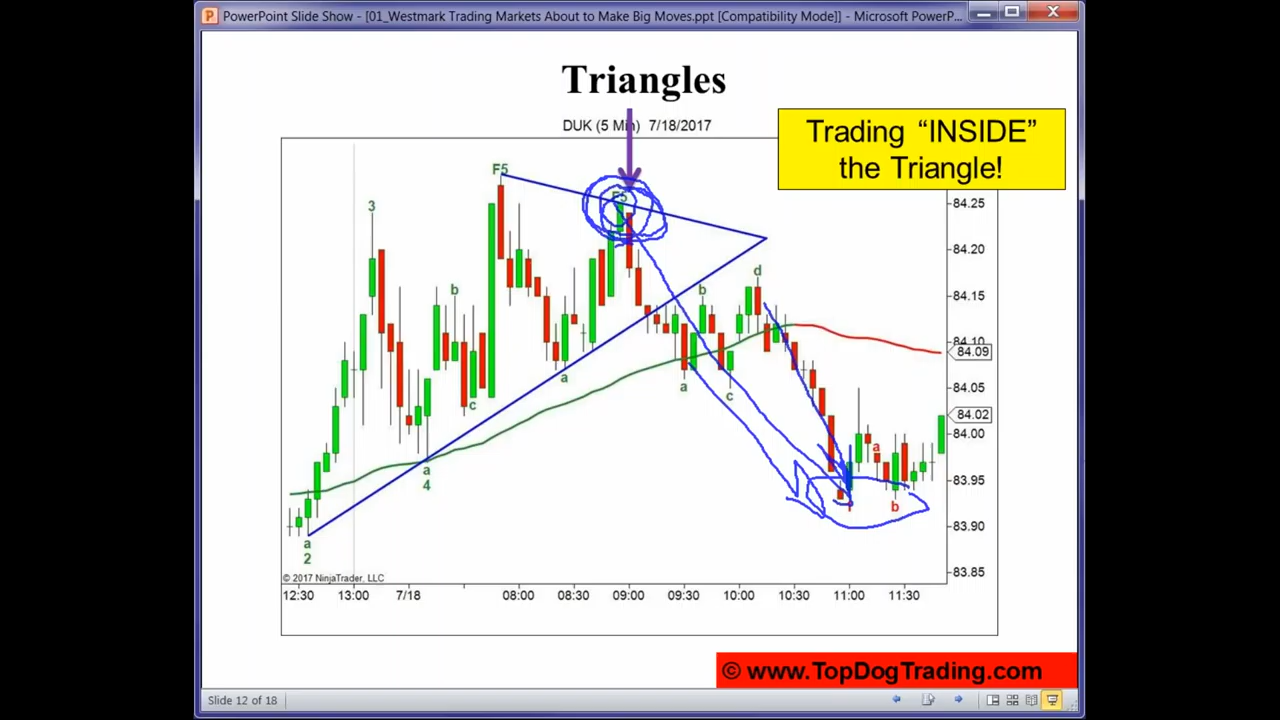 PowerPoint Slide Show - [01_Westmark Trading Markets About to Make Big Moves.ppt [Compatibility Mode]] - Microsoft PowerP...
Triangles
DUK (5 Min) 7/18/2017
Trading “INSIDE”
the Triangle!
F5
F5
3
b
c
a
4
a
2
a
b
d
a
c
a
b
84.25
84.20
84.15
84.10
84.09
84.05
84.02
84.00
83.95
83.90
83.85
© 2017 NinjaTrader, LLC
12:30 13:00 7/18 08:00 08:30 09:00 09:30 10:00 10:30 11:00 11:30
© www.TopDogTrading.com
Slide 12 of 18